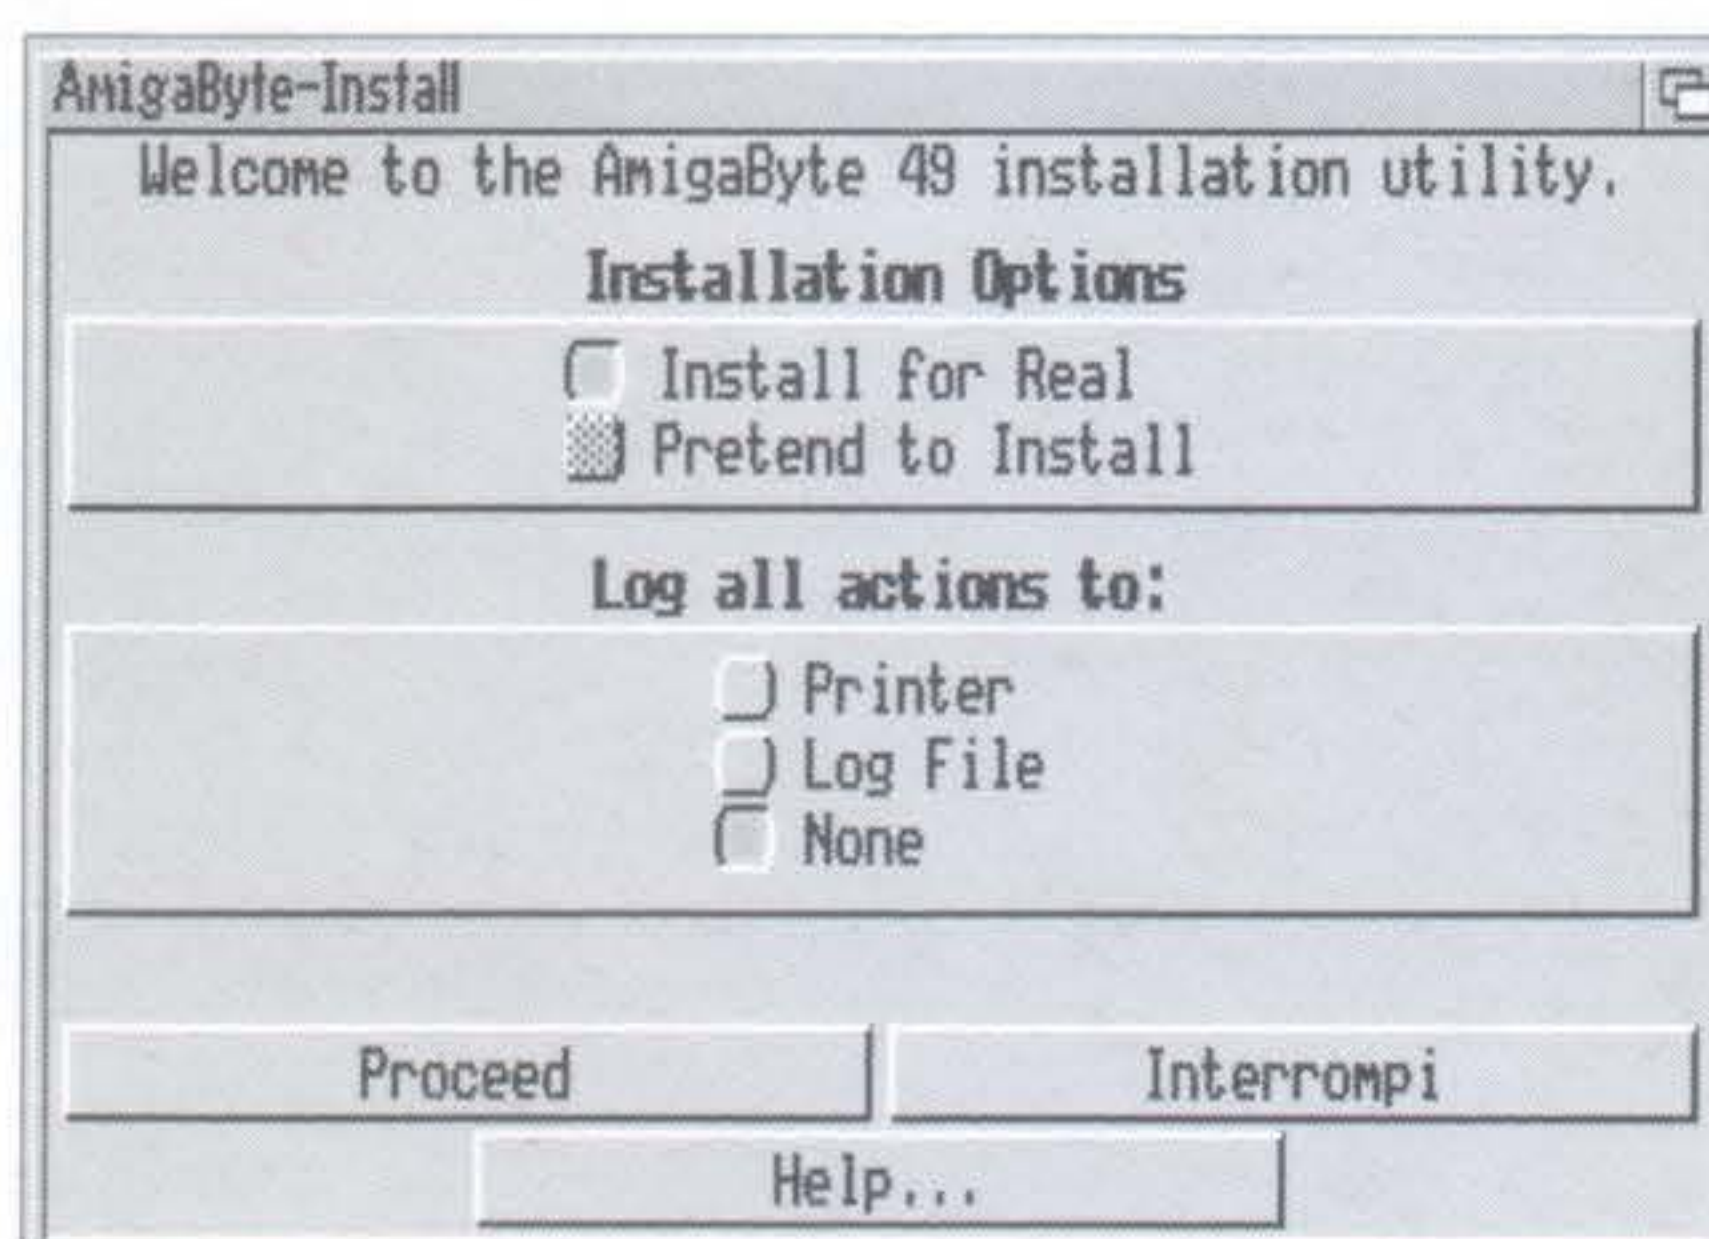 AmigaByte-Install
Welcome to the AmigaByte 49 installation utility.
Installation Options
Install for Real
Pretend to Install
Log all actions to:
Printer
Log File
None
Proceed
Interrompi
Help...